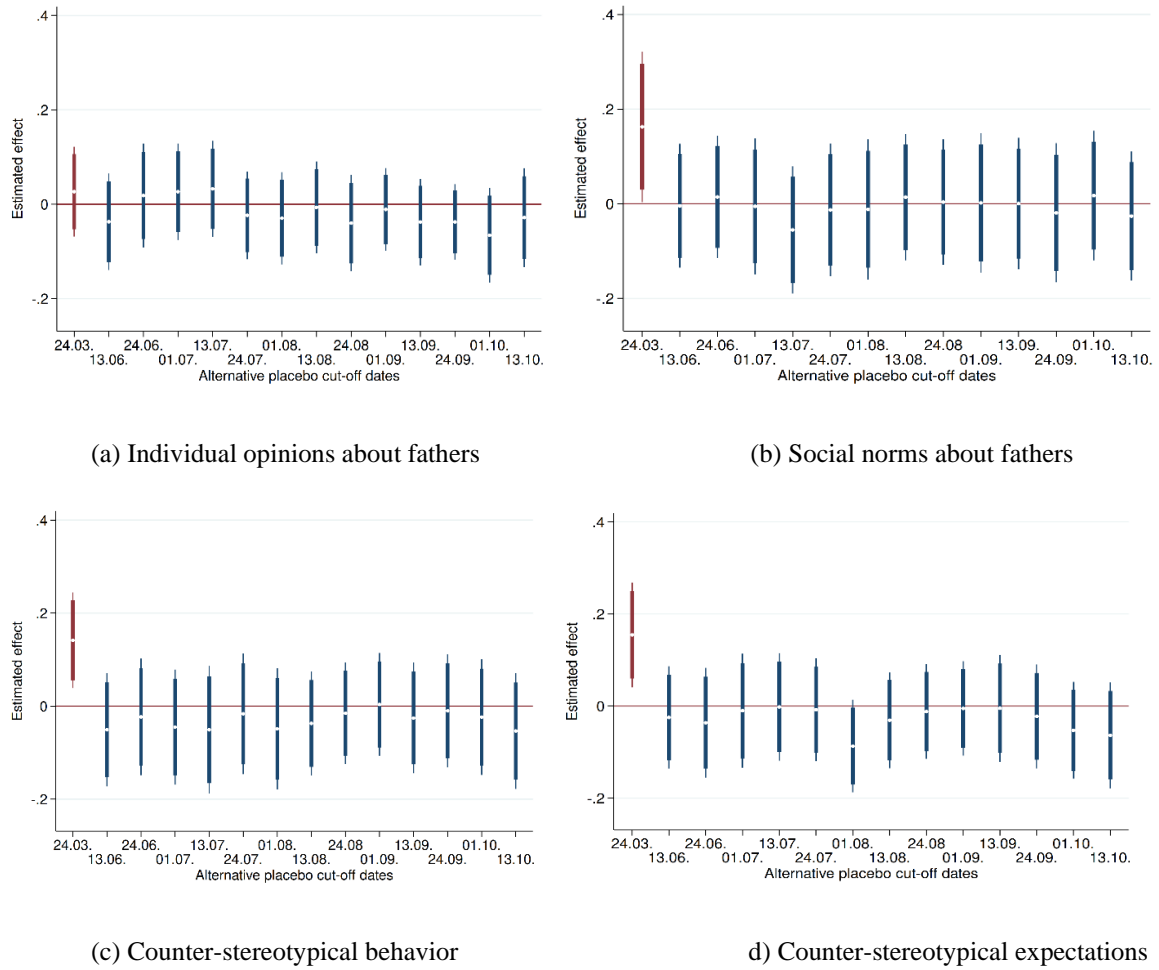 .4
.2
0
-.2
Estimated effect
24.03. 24.06. 13.07. 01.08. 24.08 13.09. 01.10.
13.06. 01.07. 24.07. 13.08. 01.09. 24.09. 13.10.
Alternative placebo cut-off dates
(a) Individual opinions about fathers
.4
.2
0
-.2
Estimated effect
24.03. 24.06. 13.07. 01.08. 24.08 13.09. 01.10.
13.06. 01.07. 24.07. 13.08. 01.09. 24.09. 13.10.
Alternative placebo cut-off dates
(b) Social norms about fathers
.4
.2
0
-.2
Estimated effect
24.03. 24.06. 13.07. 01.08. 24.08 13.09. 01.10.
13.06. 01.07. 24.07. 13.08. 01.09. 24.09. 13.10.
Alternative placebo cut-off dates
(c) Counter-stereotypical behavior
.4
.2
0
-.2
Estimated effect
24.03. 24.06. 13.07. 01.08. 24.08 13.09. 01.10.
13.06. 01.07. 24.07. 13.08. 01.09. 24.09. 13.10.
Alternative placebo cut-off dates
d) Counter-stereotypical expectations